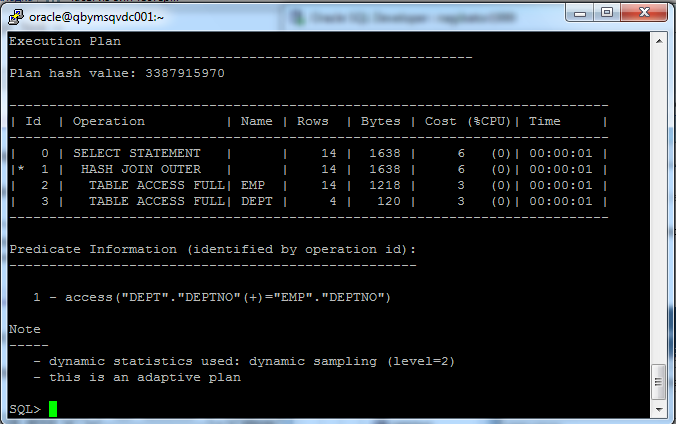 oracle@qbymsqvdc001:~
Execution Plan
----------------------------------------------------------
Plan hash value: 3387915970
---------------------------------------------------------------------------
| Id  | Operation          | Name | Rows  | Bytes | Cost (%CPU)| Time     |
---------------------------------------------------------------------------
|   0 | SELECT STATEMENT   |      |    14 |  1638 |     6   (0)| 00:00:01 |
|*  1 |  HASH JOIN OUTER   |      |    14 |  1638 |     6   (0)| 00:00:01 |
|   2 |   TABLE ACCESS FULL| EMP  |    14 |  1218 |     3   (0)| 00:00:01 |
|   3 |   TABLE ACCESS FULL| DEPT |     4 |   120 |     3   (0)| 00:00:01 |
---------------------------------------------------------------------------
Predicate Information (identified by operation id):
---------------------------------------------------
1 - access("DEPT"."DEPTNO"(+)="EMP"."DEPTNO")
Note
-----
- dynamic statistics used: dynamic sampling (level=2)
- this is an adaptive plan
SQL>